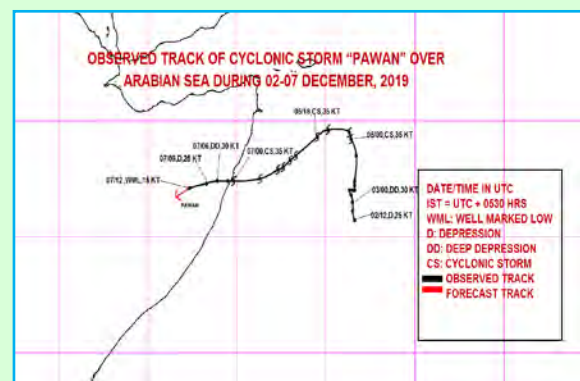 OBSERVED TRACK OF CYCLONIC STORM “PAWAN” OVER
ARABIAN SEA DURING 02-07 DECEMBER, 2019
05/18,CS,35 KT
05/00,CS,35 KT
07/06,DD,30 KT
07/00,CS,35 KT
07/09,D,25 KT
07/12,WML,15 KT
PAWAN
03/00,DD,30 KT
02/12,D,25 KT
DATE/TIME IN UTC
IST = UTC + 0530 HRS
WML: WELL MARKED LOW
D: DEPRESSION
DD: DEEP DEPRESSION
CS: CYCLONIC STORM
OBSERVED TRACK
FORECAST TRACK